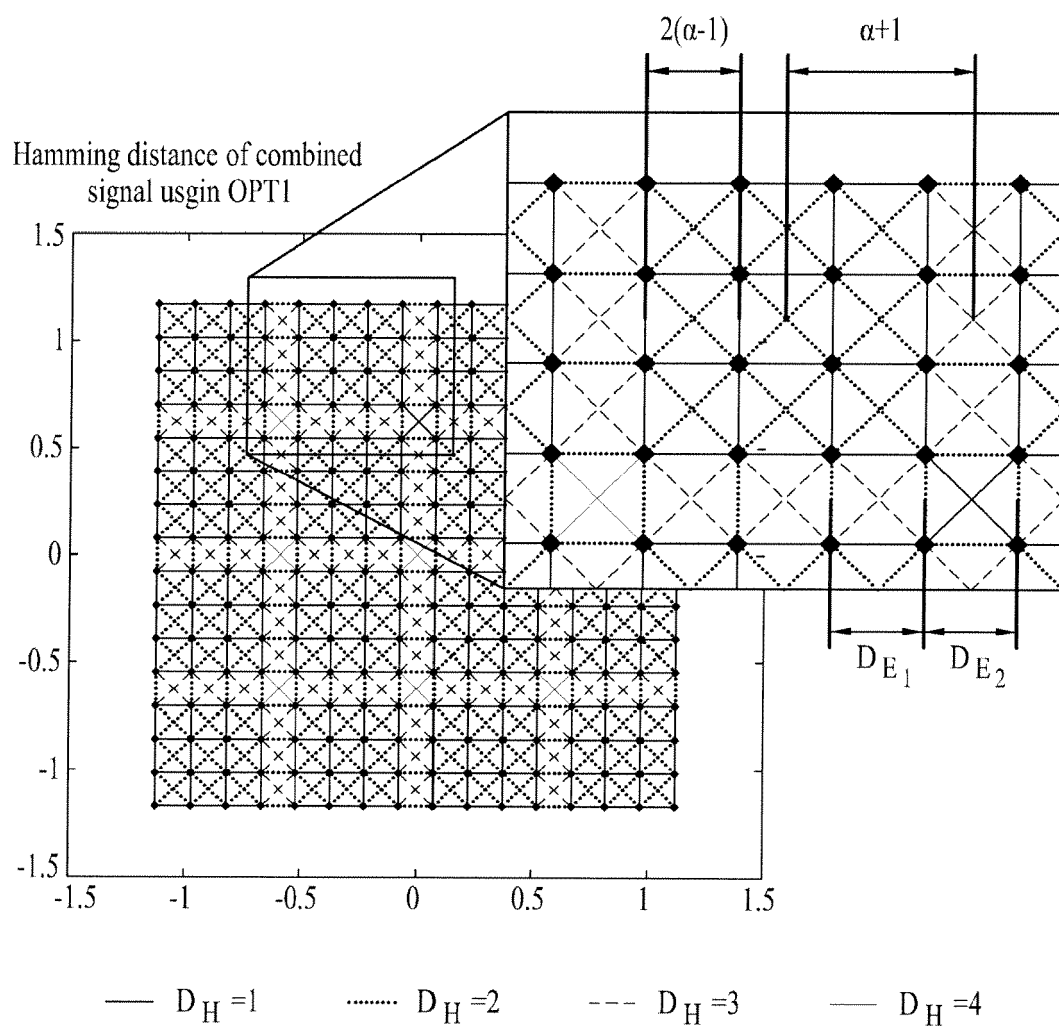 2(α-1)
α+1
Hamming distance of combined
signal usgin OPT1
1.5
1
0.5
0
-0.5
-1
-1.5
D_E_1
D_E_2
-1.5
-1
-0.5
0
0.5
1
1.5
D_H =1
D_H =2
D_H =3
D_H =4